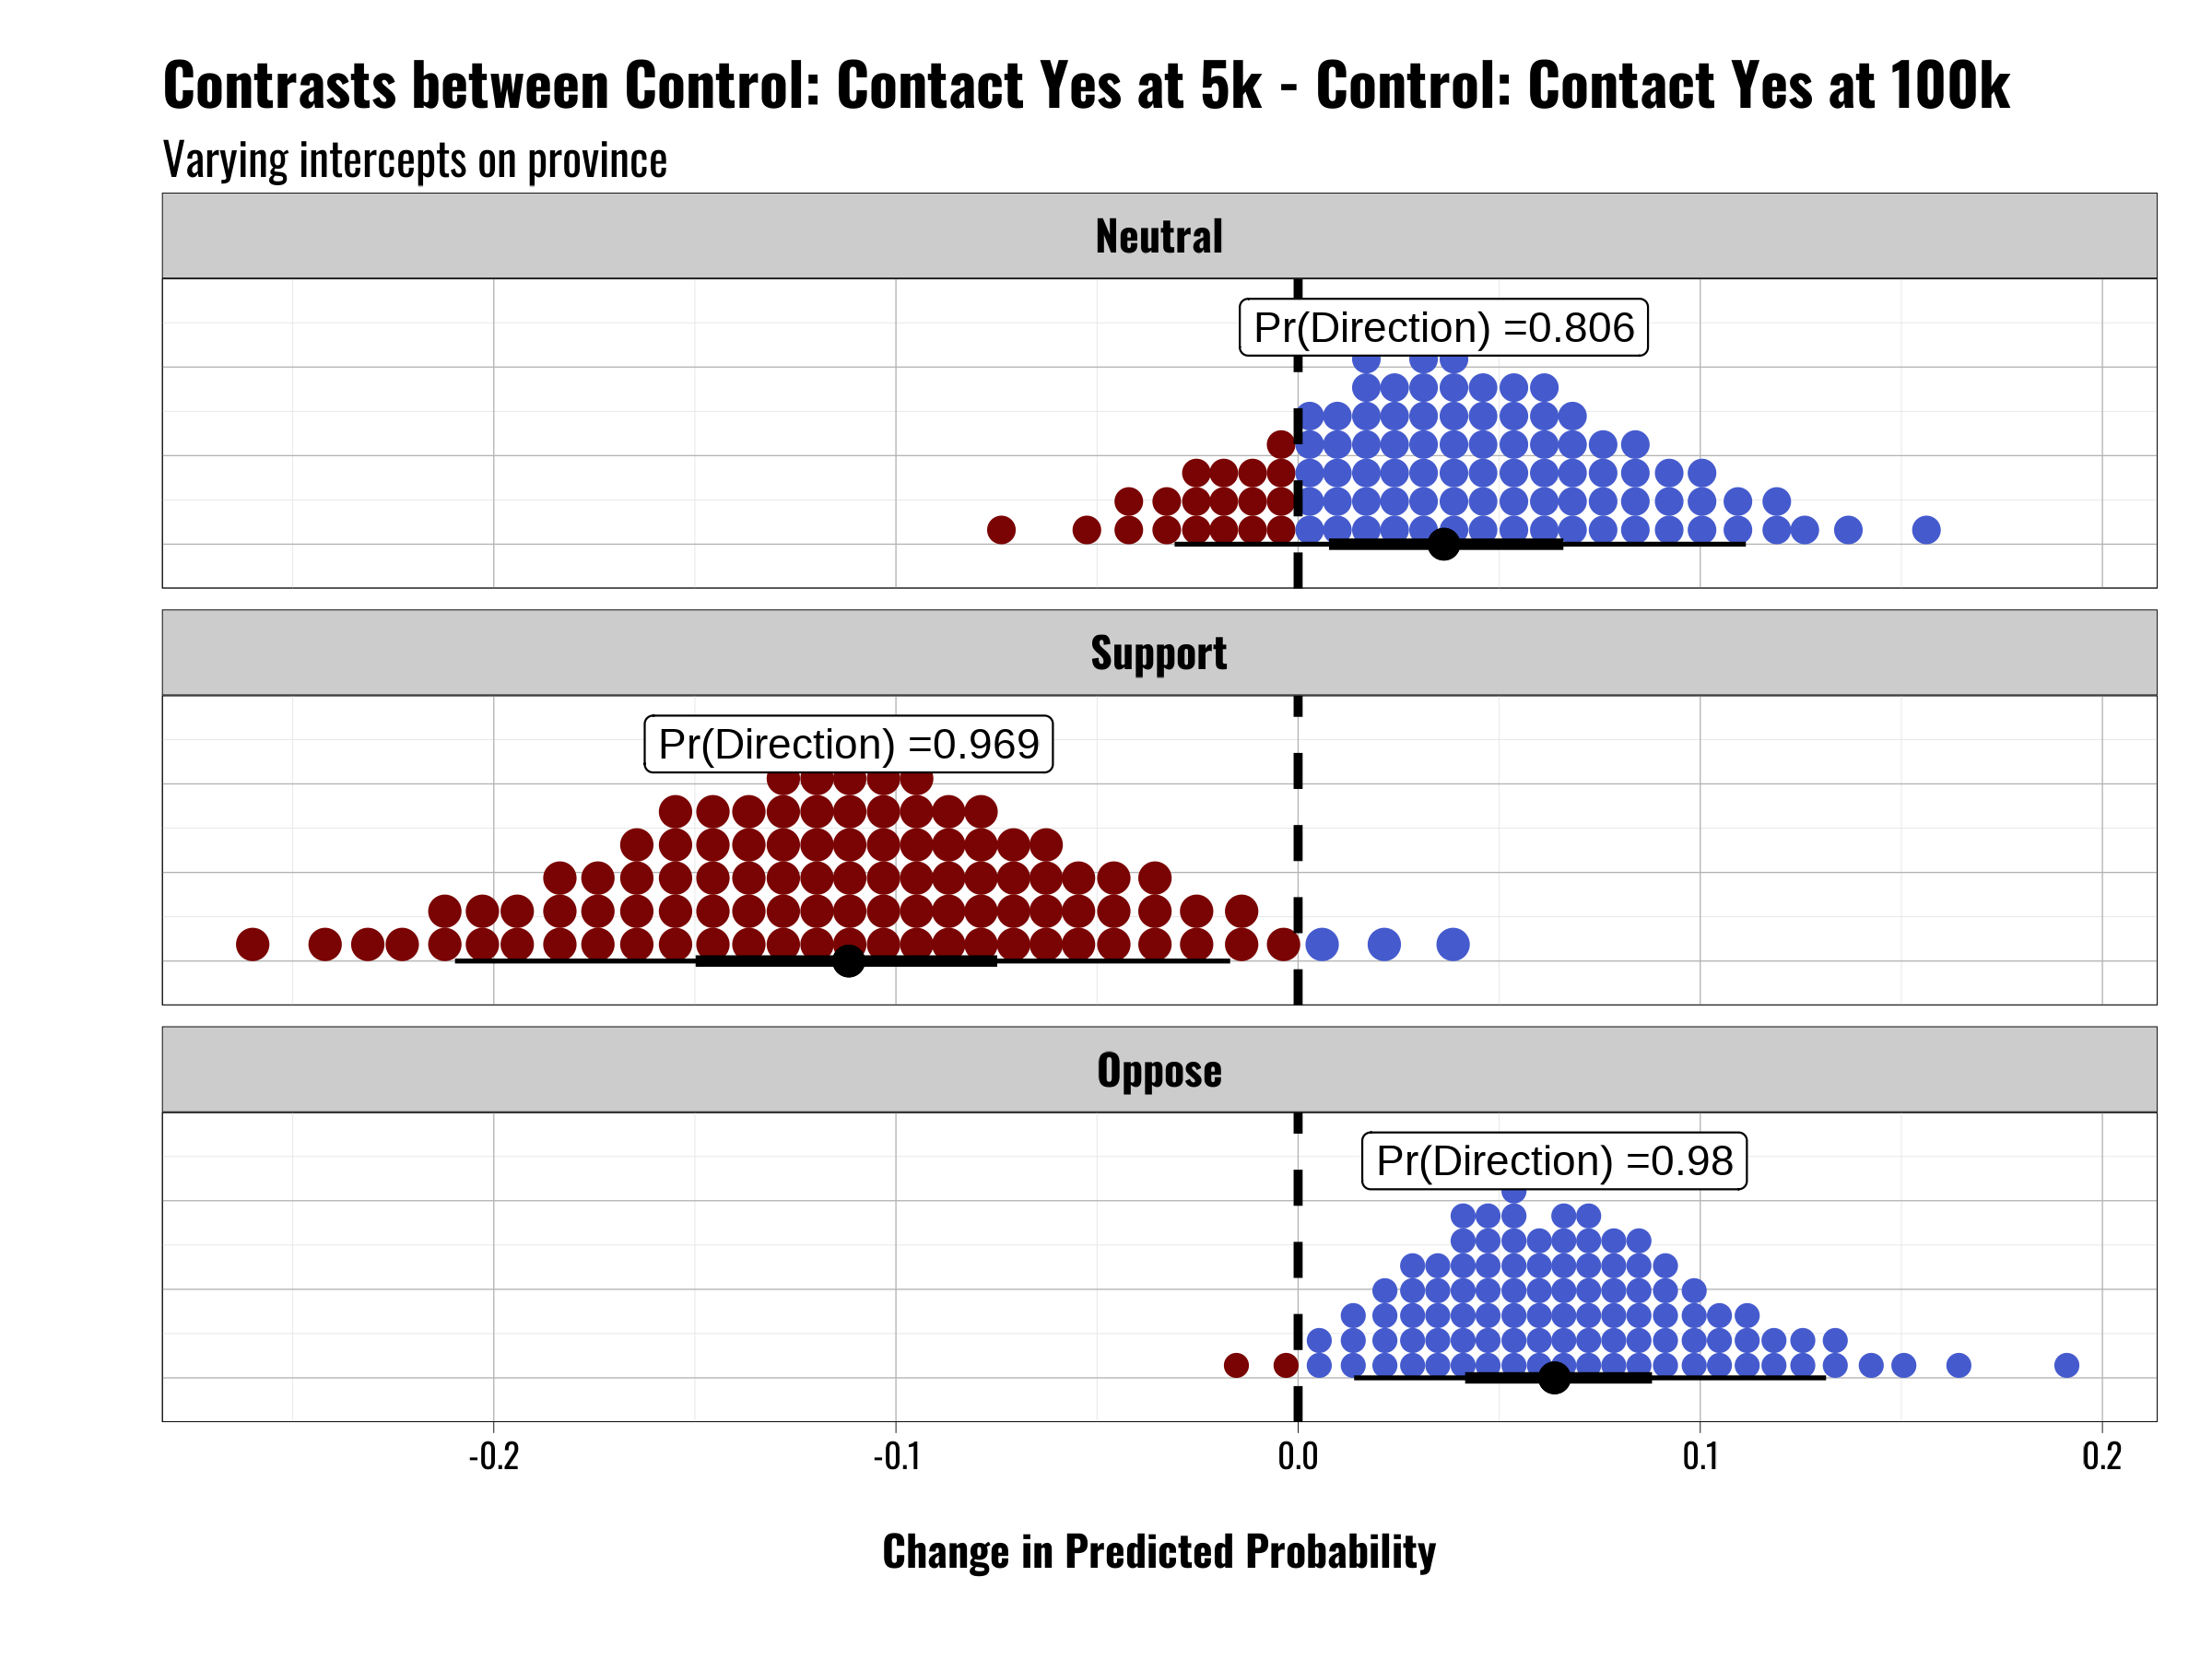 Contrasts between Control: Contact Yes at 5k - Control: Contact Yes at 100k
Varying intercepts on province
Neutral
Pr(Direction) =0.806
Support
Pr(Direction) =0.969
Oppose
Pr(Direction) =0.98
-0.2 -0.1 0.0 0.1 0.2
Change in Predicted Probability